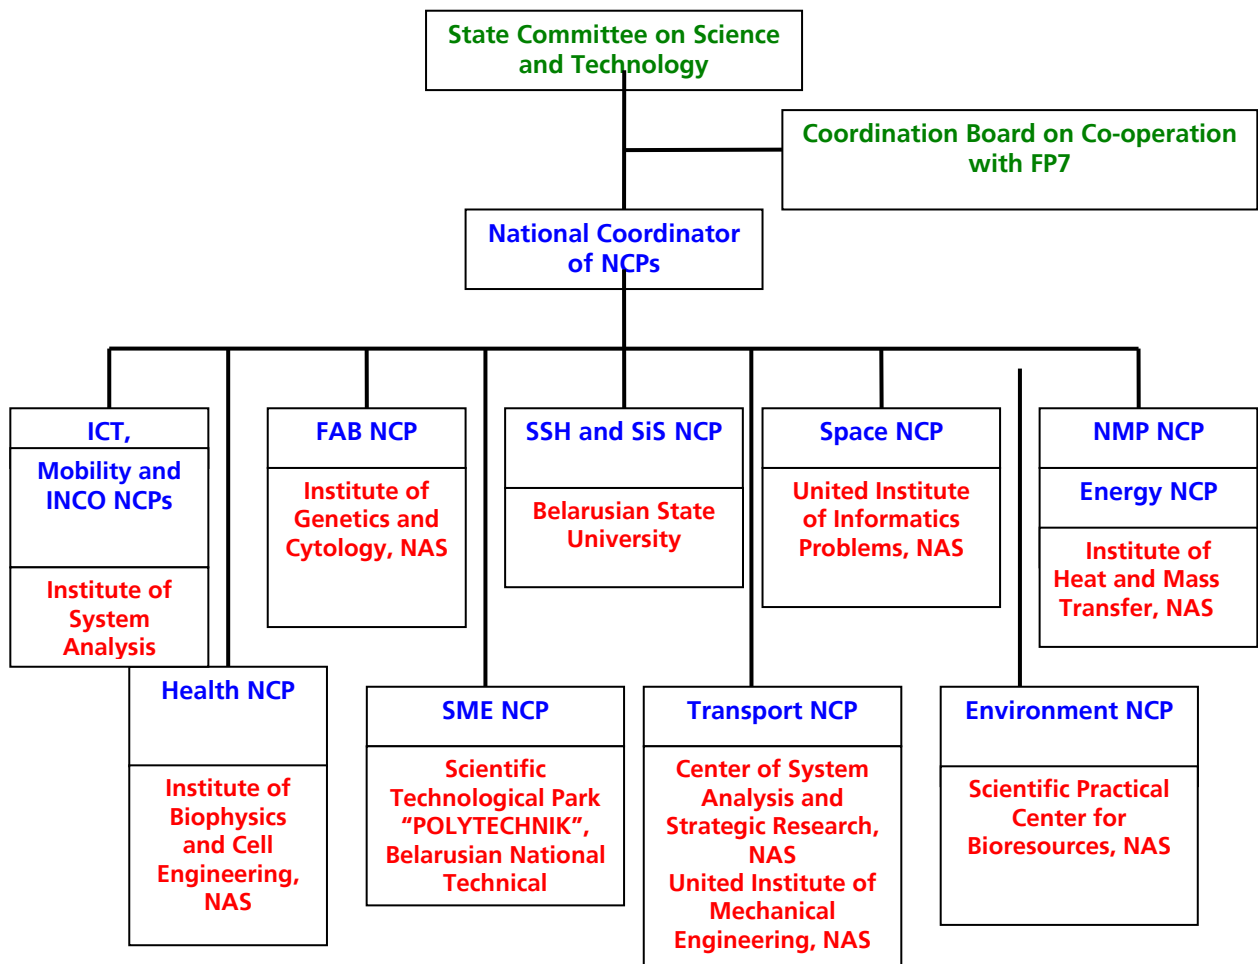 State Committee on Science
and Technology
Coordination Board on Co-operation
with FP7
National Coordinator
of NCPs
ICT,
Mobility and
INCO NCPs
Institute of
System
Analysis
FAB NCP
Institute of
Genetics and
Cytology, NAS
SSH and SiS NCP
Belarusian State
University
Space NCP
United Institute
of Informatics
Problems, NAS
NMP NCP
Energy NCP
Institute of
Heat and Mass
Transfer, NAS
Health NCP
Institute of
Biophysics
and Cell
Engineering,
NAS
SME NCP
Scientific
Technological Park
“POLYTECHNIK”,
Belarusian National
Technical
Transport NCP
Center of System
Analysis and
Strategic Research,
NAS
United Institute of
Mechanical
Engineering, NAS
Environment NCP
Scientific Practical
Center for
Bioresources, NAS